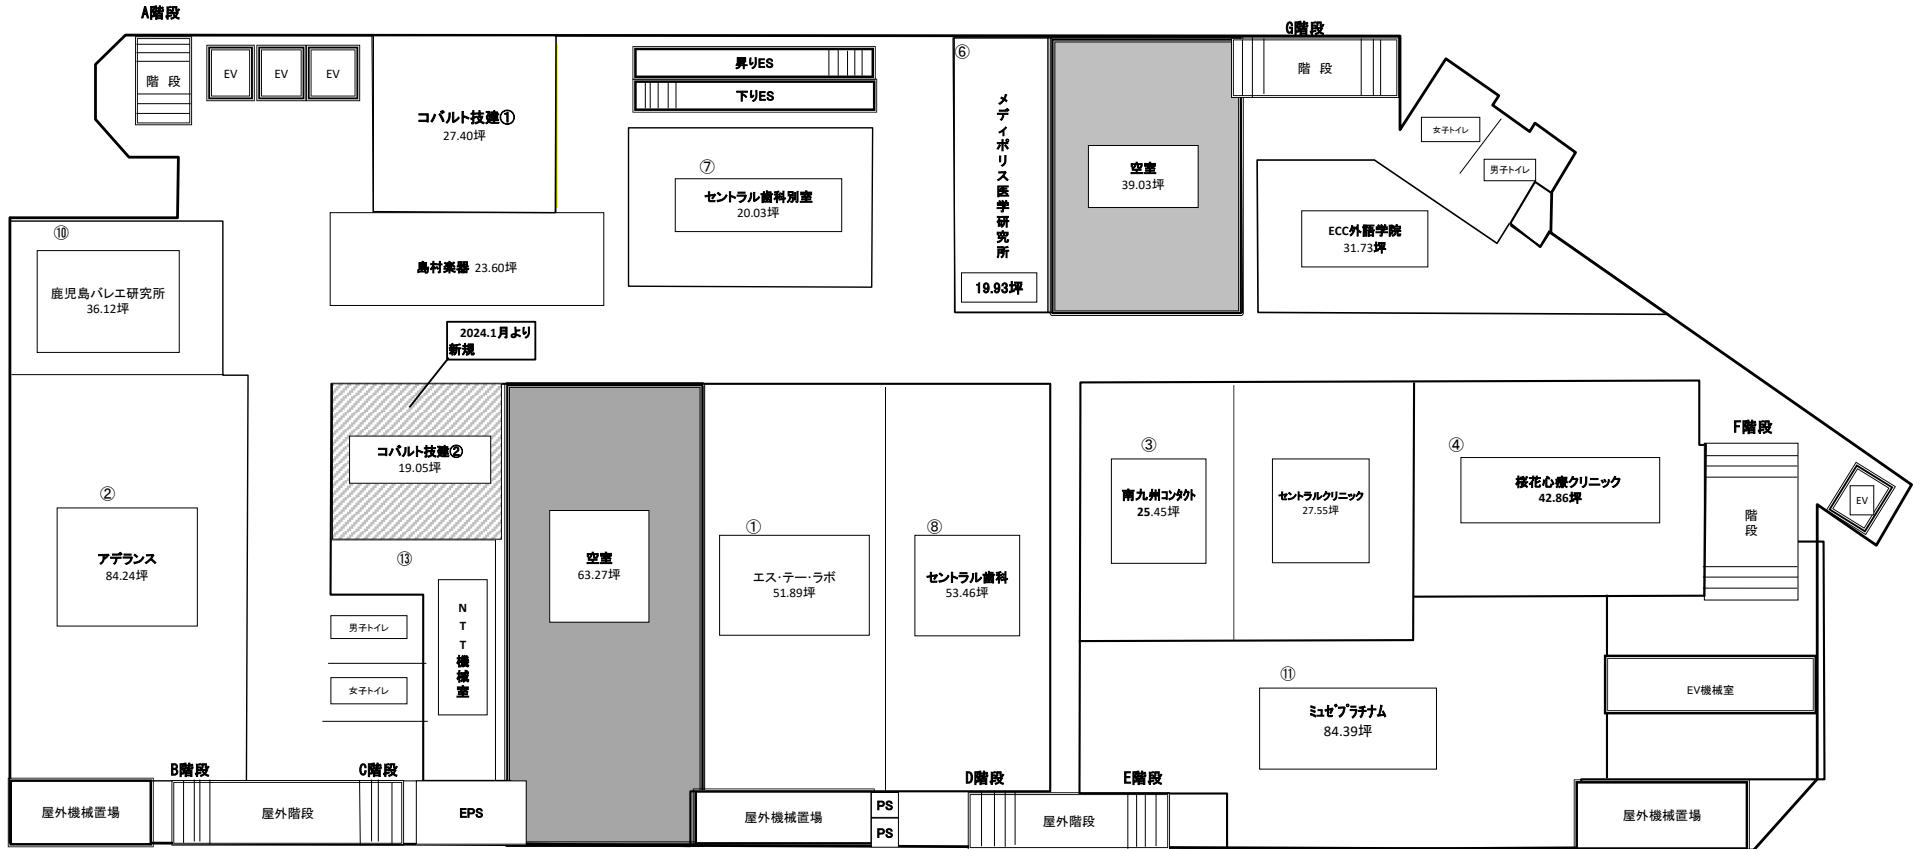 A階段
G階段
階 段
EV
EV
EV
コバルト技建①
27.40坪
昇りES
下りES
⑥
メディポリス医学研究所
19.93坪
空室
39.03坪
階 段
女子トイレ
男子トイレ
⑦
セントラル歯科別室
20.03坪
ECC外語学院
31.73坪
⑩
鹿児島バレエ研究所
36.12坪
島村楽器 23.60坪
2024.1月より
新規
コバルト技建②
19.05坪
②
アデランス
84.24坪
⑬
男子トイレ
女子トイレ
NTT機械室
空室
63.27坪
①
エス・テー・ラボ
51.89坪
⑧
セントラル歯科
53.46坪
③
南九州コンタクト
25.45坪
セントラルクリニック
27.55坪
④
桜花心療クリニック
42.86坪
F階段
階段
EV
⑪
ミュゼプラチナム
84.39坪
EV機械室
B階段
C階段
D階段
E階段
屋外機械置場
屋外階段
EPS
屋外機械置場
PS
PS
屋外階段
屋外機械置場